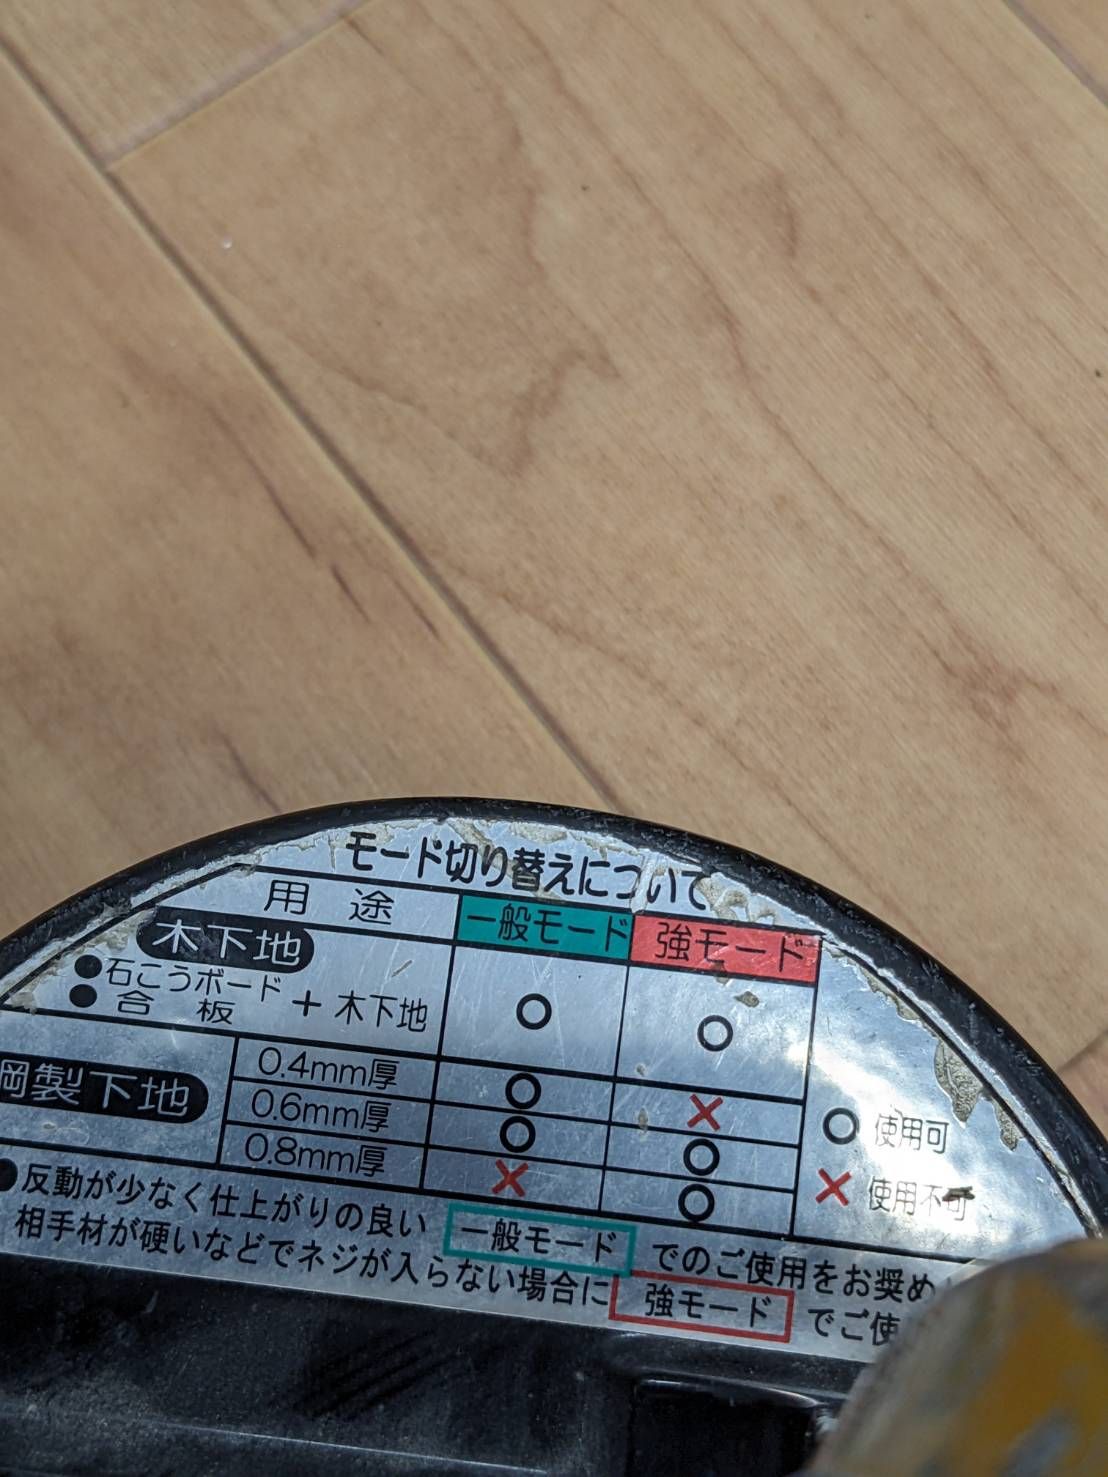 モード切り替えについて
用途 一般モード 強モード
木下地
●石こうボード
●合板 + 木下地 ○ ○
鋼製下地
0.4mm厚 ○ ×
0.6mm厚 ○ ○
0.8mm厚 × ○
○ 使用可
× 使用不可
●反動が少なく仕上がりの良い 一般モード でのご使用をお奨め
相手材が硬いなどでネジが入らない場合に 強モード でご使